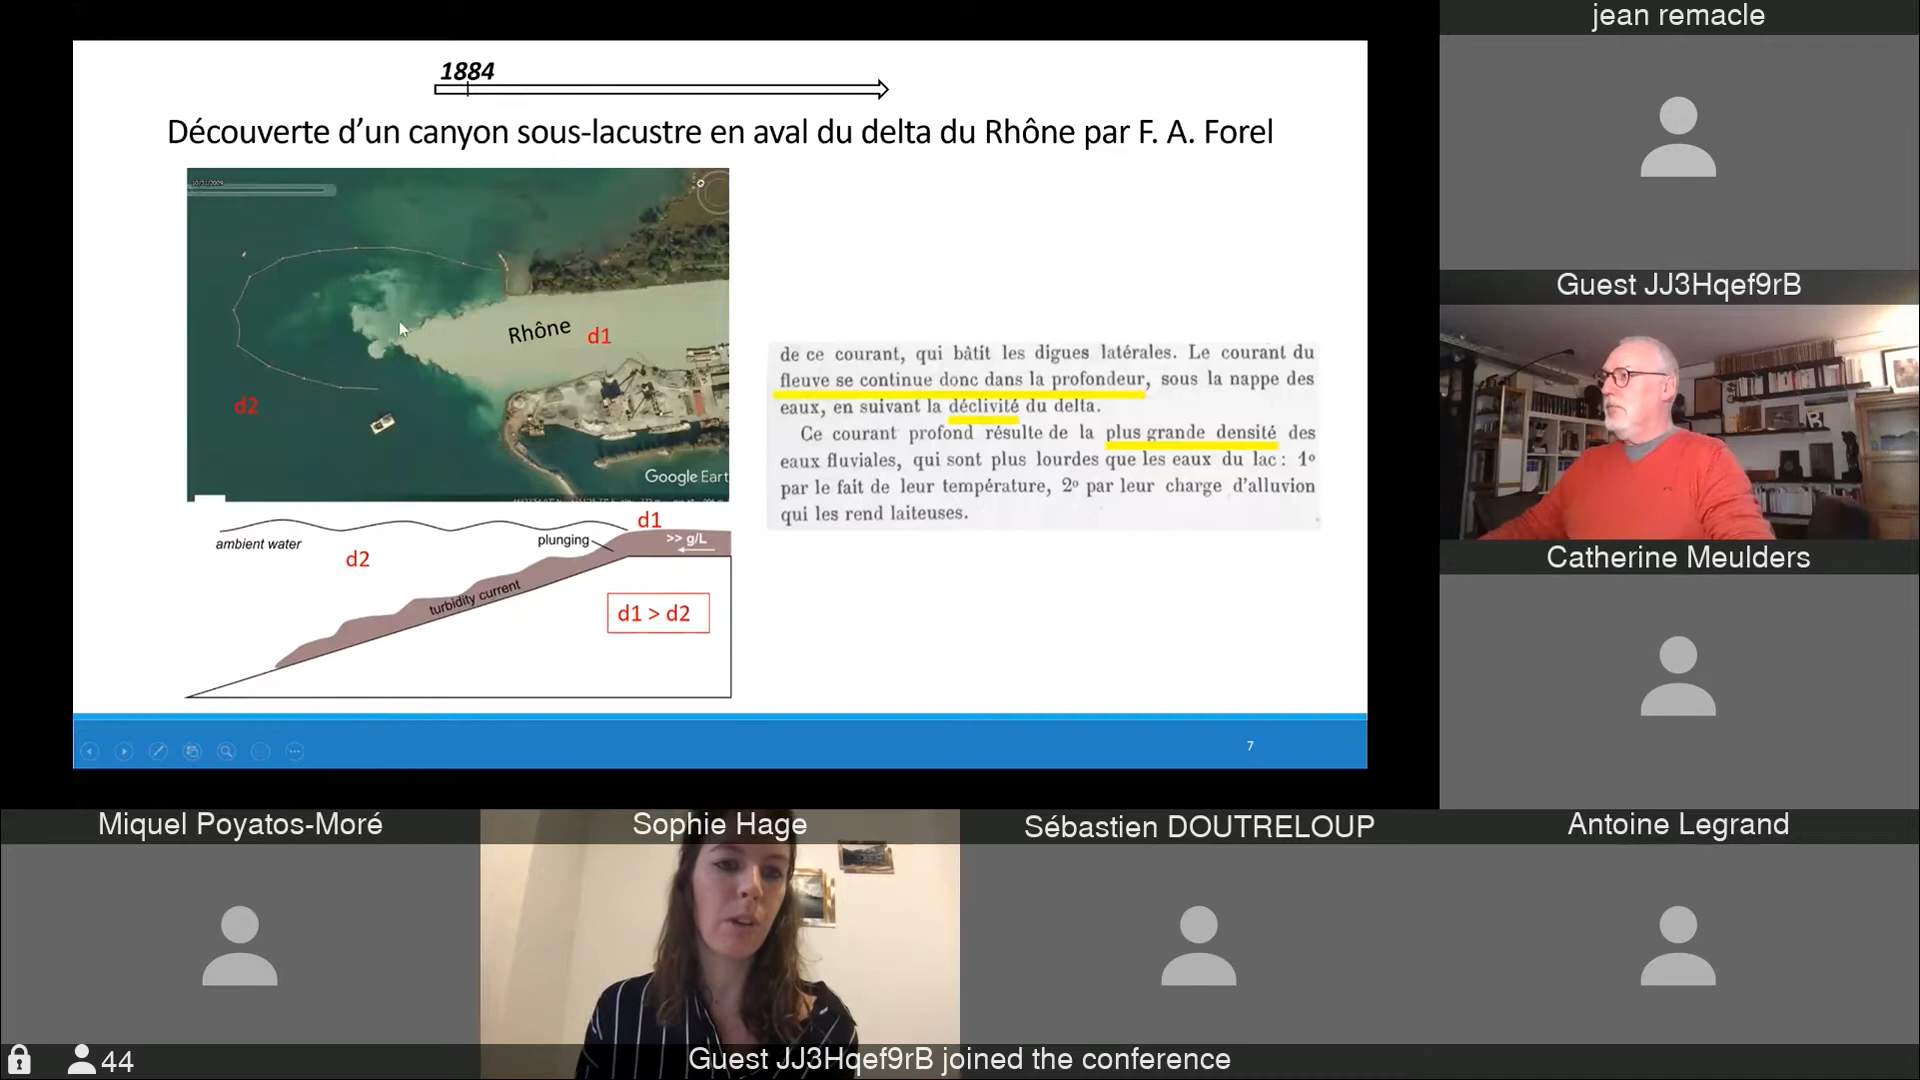 jean remacle
1884
Découverte d’un canyon sous-lacustre en aval du delta du Rhône par F. A. Forel
10/31/2009
Rhône d1
d2
Google Eart
de ce courant, qui bâtit les digues latérales. Le courant du
fleuve se continue donc dans la profondeur, sous la nappe des
eaux, en suivant la déclivité du delta.
Ce courant profond résulte de la plus grande densité des
eaux fluviales, qui sont plus lourdes que les eaux du lac : 1º
par le fait de leur température, 2º par leur charge d’alluvion
qui les rend laiteuses.
d1
ambient water
plunging
>> g/L
d2
turbidity current
d1 > d2
7
Guest JJ3Hqef9rB
Catherine Meulders
Miquel Poyatos-Moré
Sophie Hage
Sébastien DOUTRELOUP
Antoine Legrand
44
Guest JJ3Hqef9rB joined the conference